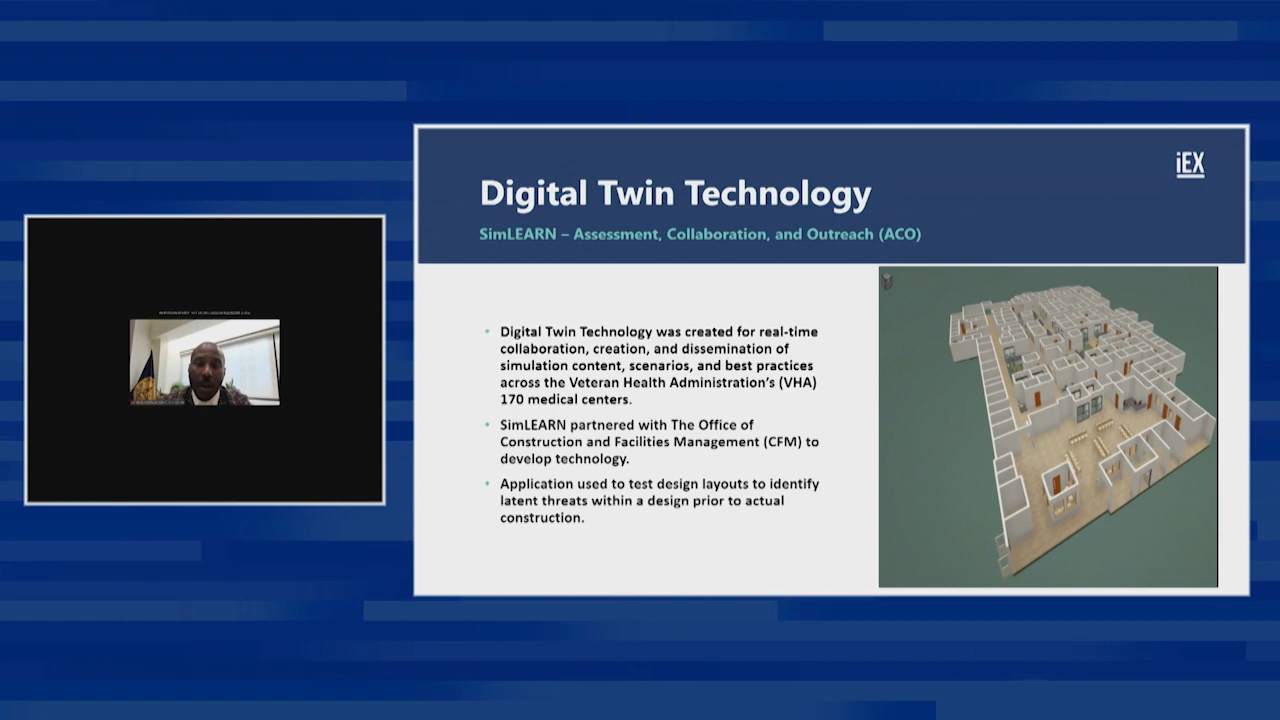 iEX
Digital Twin Technology
SimLEARN – Assessment, Collaboration, and Outreach (ACO)
• Digital Twin Technology was created for real-time
collaboration, creation, and dissemination of
simulation content, scenarios, and best practices
across the Veteran Health Administration's (VHA)
170 medical centers.
• SimLEARN partnered with The Office of
Construction and Facilities Management (CFM) to
develop technology.
• Application used to test design layouts to identify
latent threats within a design prior to actual
construction.